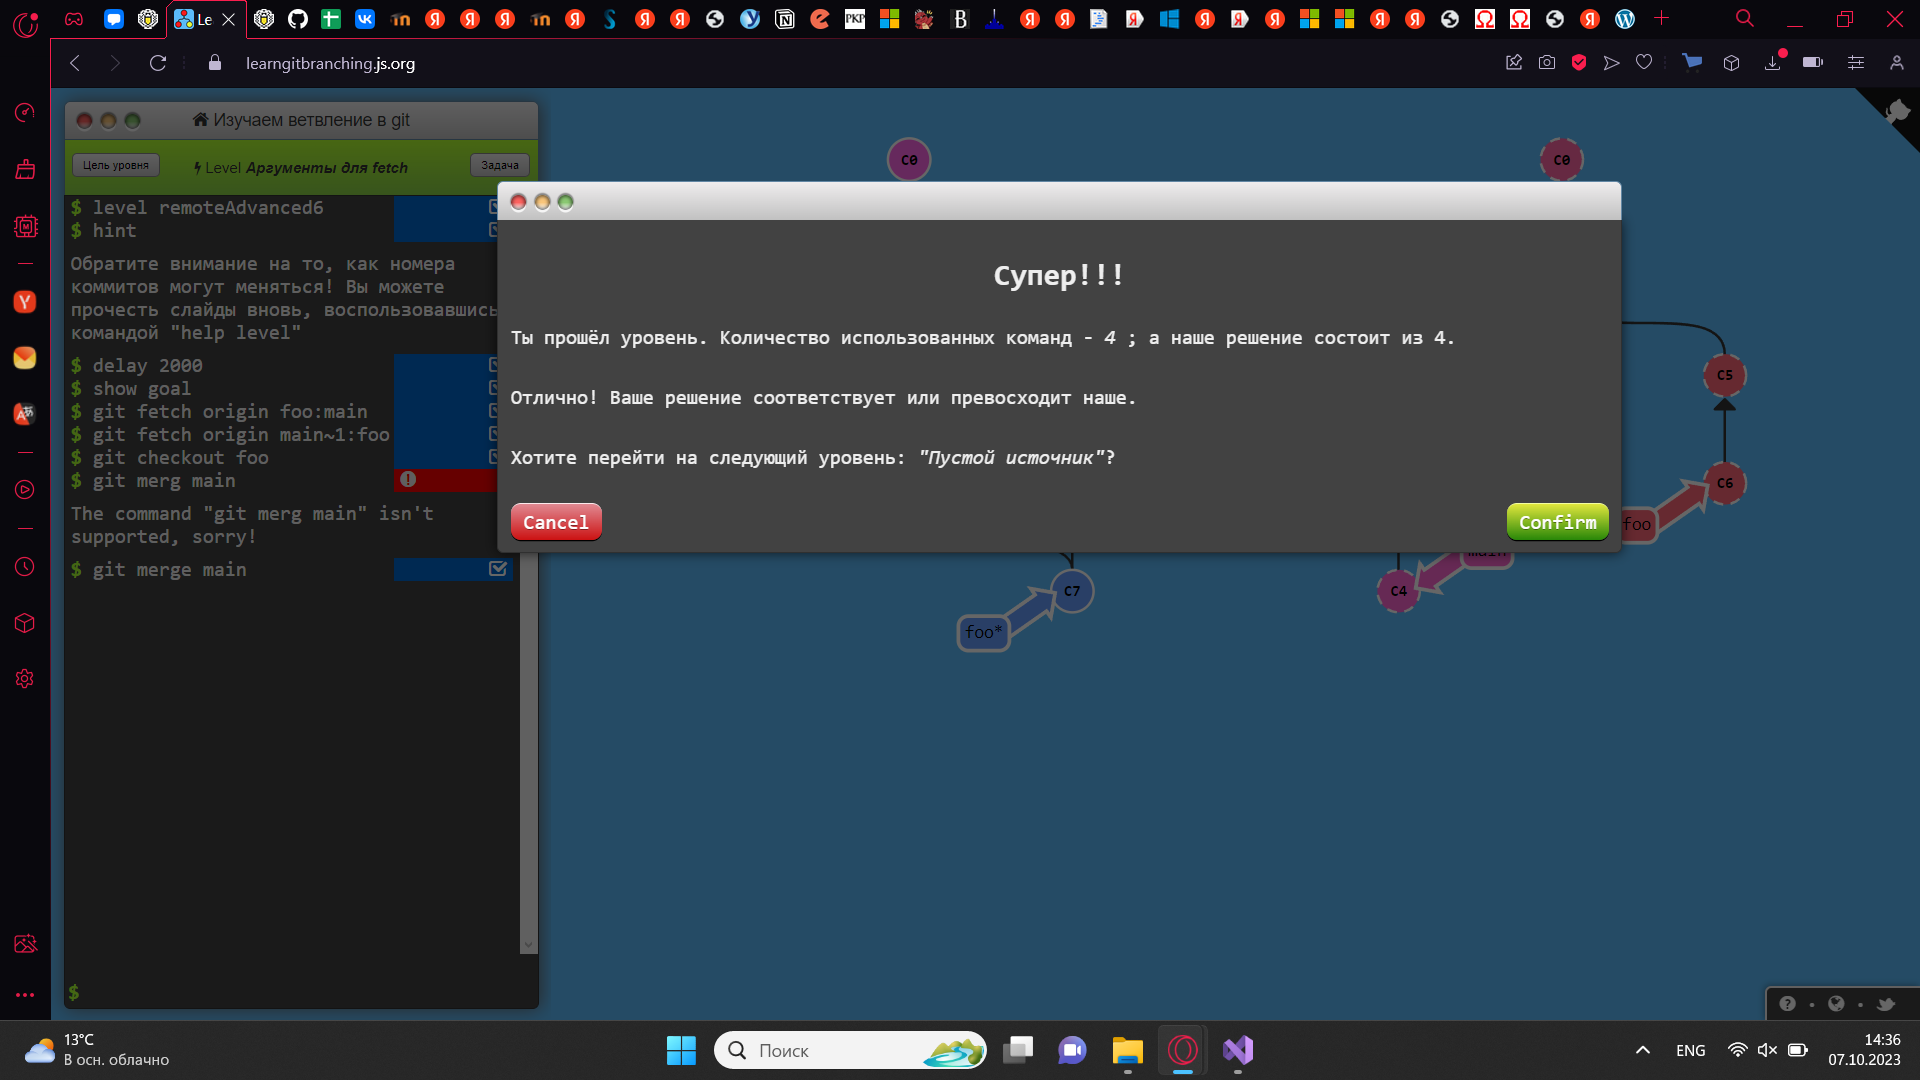 Le
learngitbranching.js.org
Изучаем ветвление в git
Цель уровня
Level Аргументы для fetch
Задача
$ level remoteAdvanced6
$ hint
Обратите внимание на то, как номера
коммитов могут меняться! Вы можете
прочесть слайды вновь, воспользовавшись
командой "help level"
$ delay 2000
$ show goal
$ git fetch origin foo:main
$ git fetch origin main~1:foo
$ git checkout foo
$ git merg main
The command "git merg main" isn't
supported, sorry!
$ git merge main
$
C0
C0
Супер!!!
Ты прошёл уровень. Количество использованных команд - 4 ; а наше решение состоит из 4.
Отлично! Ваше решение соответствует или превосходит наше.
Хотите перейти на следующий уровень: "Пустой источник"?
Cancel
Confirm
C5
C6
foo
main
C7
C4
foo*
13°C
В осн. облачно
Поиск
ENG
14:36
07.10.2023